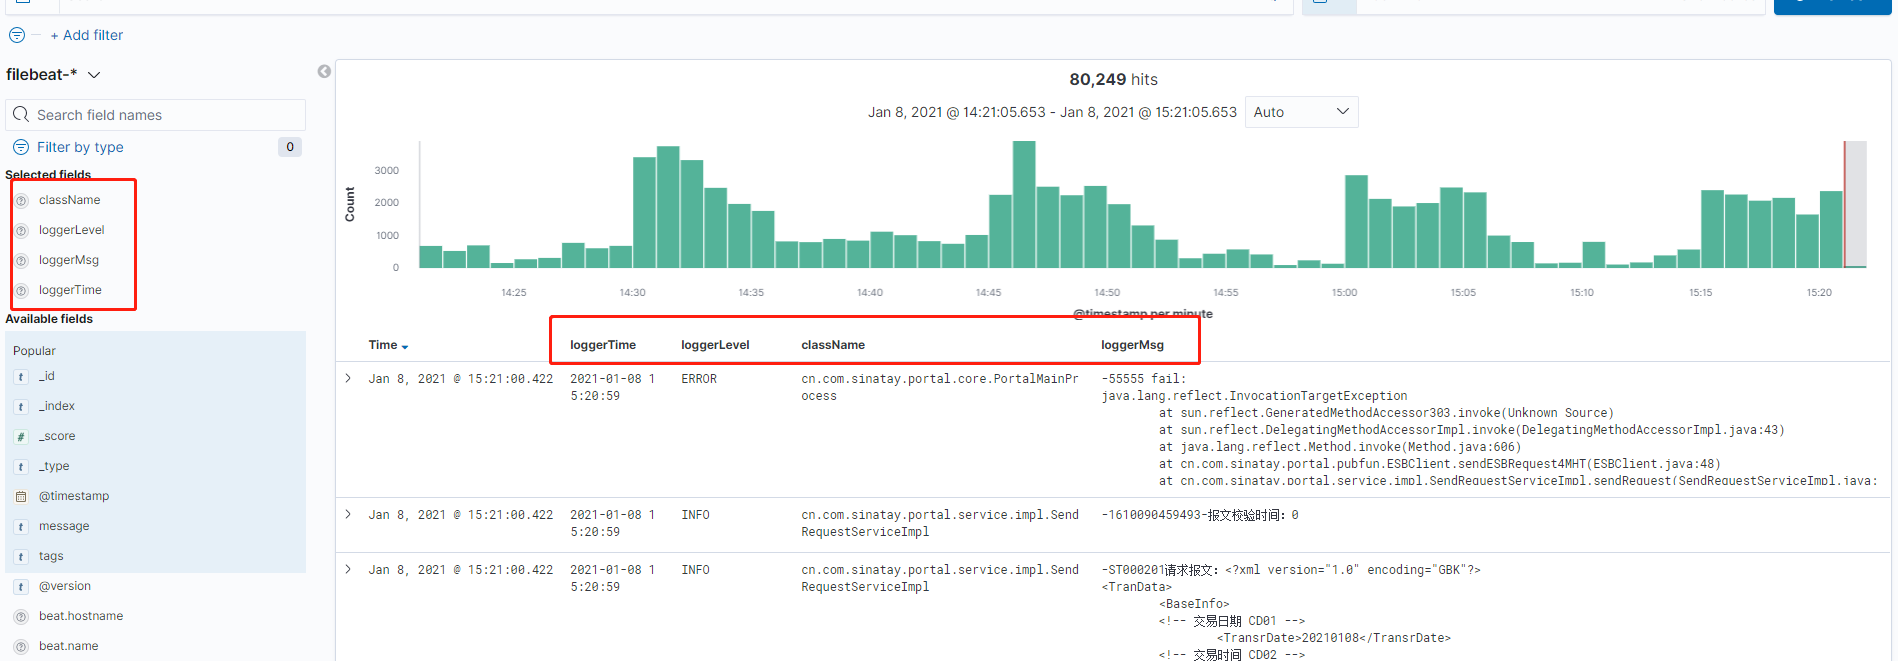 + Add filter
filebeat-*
Search field names
Filter by type 0
Selected fields
? className
? loggerLevel
? loggerMsg
? loggerTime
Available fields
Popular
t _id
t _index
# _score
t _type
@timestamp
t message
t tags
t @version
? beat.hostname
? beat.name
80,249 hits
Jan 8, 2021 @ 14:21:05.653 - Jan 8, 2021 @ 15:21:05.653 Auto
Count
3000
2000
1000
0
14:25 14:30 14:35 14:40 14:45 14:50 14:55 15:00 15:05 15:10 15:15 15:20
@timestamp per minute
Time loggerTime loggerLevel className loggerMsg
Jan 8, 2021 @ 15:21:00.422 2021-01-08 1 ERROR cn.com.sinatay.portal.core.PortalMainPr -55555 fail:
5:20:59 ocess java.lang.reflect.InvocationTargetException
at sun.reflect.GeneratedMethodAccessor303.invoke(Unknown Source)
at sun.reflect.DelegatingMethodAccessorImpl.invoke(DelegatingMethodAccessorImpl.java:43)
at java.lang.reflect.Method.invoke(Method.java:606)
at cn.com.sinatay.portal.pubfun.ESBClient.sendESBRequest4MHT(ESBClient.java:48)
at cn.com.sinatay.portal.service.impl.SendRequestServiceImpl.sendRequest(SendRequestServiceImpl.java:
Jan 8, 2021 @ 15:21:00.422 2021-01-08 1 INFO cn.com.sinatay.portal.service.impl.Send -1610090459493-报文校验时间：0
5:20:59 RequestServiceImpl
Jan 8, 2021 @ 15:21:00.422 2021-01-08 1 INFO cn.com.sinatay.portal.service.impl.Send -ST000201请求报文：<?xml version="1.0" encoding="GBK"?>
5:20:59 RequestServiceImpl <TranData>
<BaseInfo>
<!-- 交易日期 CD01 -->
<TransrDate>20210108</TransrDate>
<!-- 交易时间 CD02 -->